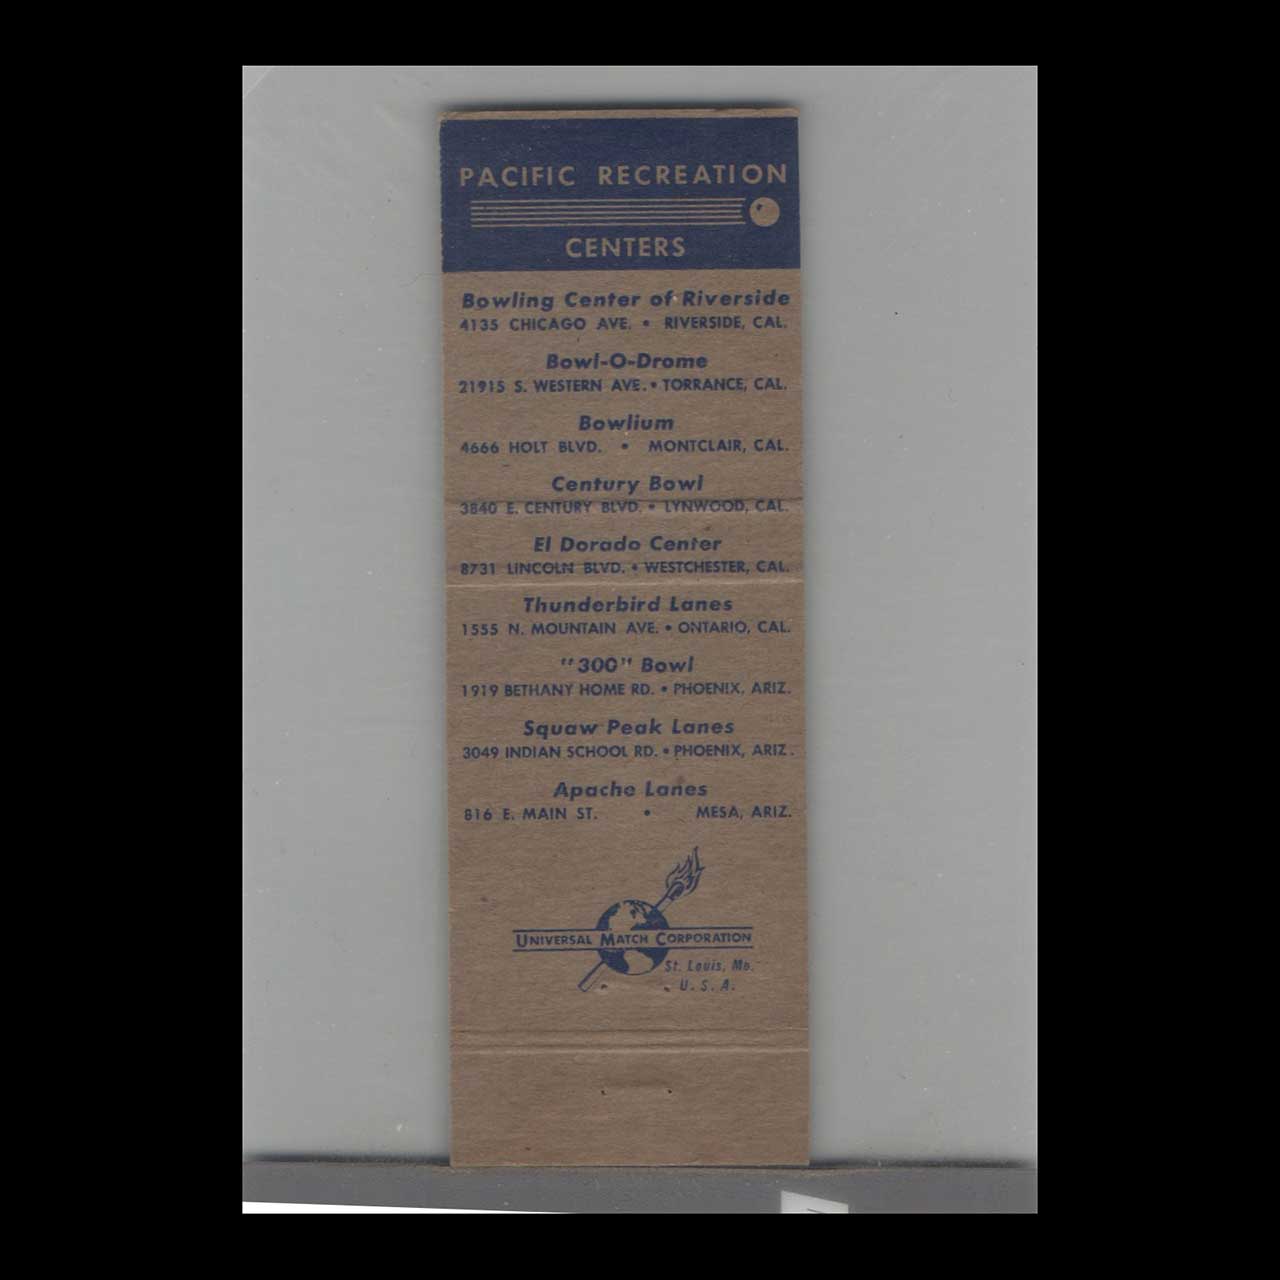 PACIFIC RECREATION
CENTERS
Bowling Center of Riverside
4135 CHICAGO AVE. • RIVERSIDE, CAL.
Bowl-O-Drome
21915 S. WESTERN AVE. • TORRANCE, CAL.
Bowlium
4666 HOLT BLVD. • MONTCLAIR, CAL.
Century Bowl
3840 E. CENTURY BLVD. • LYNWOOD, CAL.
El Dorado Center
8731 LINCOLN BLVD. • WESTCHESTER, CAL.
Thunderbird Lanes
1555 N. MOUNTAIN AVE. • ONTARIO, CAL.
"300" Bowl
1919 BETHANY HOME RD. • PHOENIX, ARIZ.
Squaw Peak Lanes
3049 INDIAN SCHOOL RD. • PHOENIX, ARIZ.
Apache Lanes
816 E. MAIN ST. • MESA, ARIZ.
UNIVERSAL MATCH CORPORATION
St. Louis, Mo.
U. S. A.